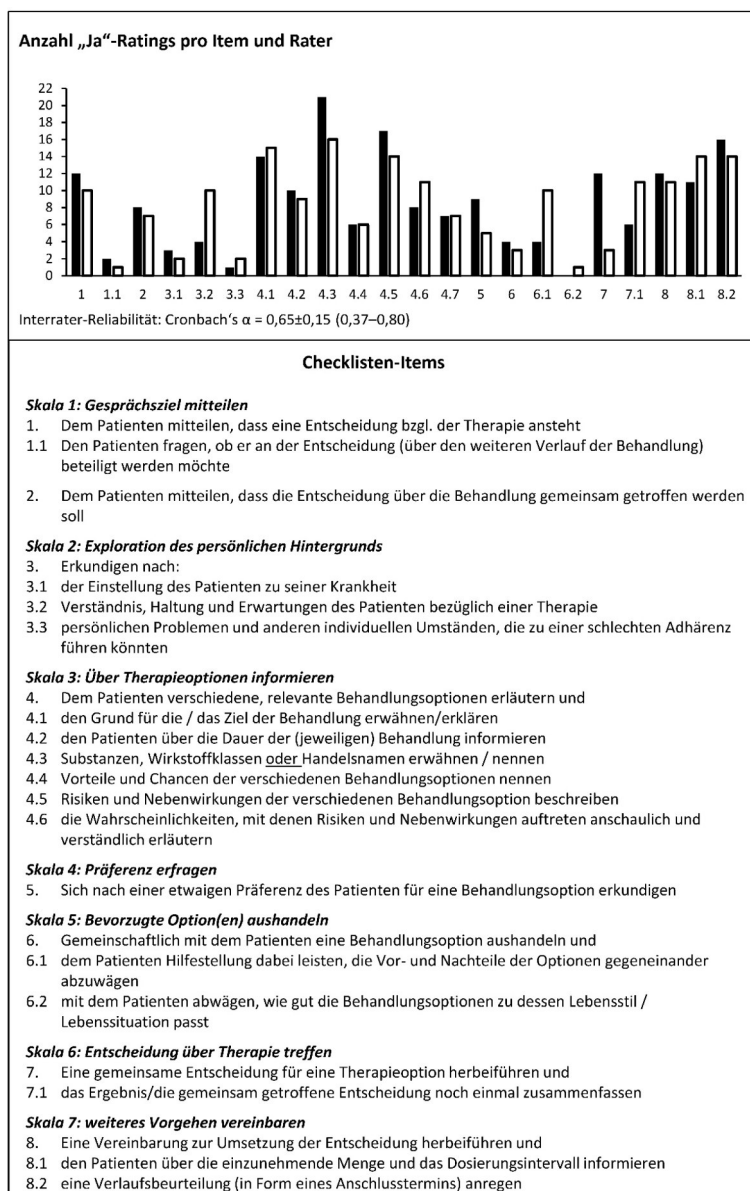 Anzahl „Ja“-Ratings pro Item und Rater
22
20
18
16
14
12
10
8
6
4
2
0
1 1.1 2 3.1 3.2 3.3 4.1 4.2 4.3 4.4 4.5 4.6 4.7 5 6 6.1 6.2 7 7.1 8 8.1 8.2
Interrater-Reliabilität: Cronbach‘s α = 0,65±0,15 (0,37–0,80)
Checklisten-Items
Skala 1: Gesprächsziel mitteilen
1. Dem Patienten mitteilen, dass eine Entscheidung bzgl. der Therapie ansteht
1.1 Den Patienten fragen, ob er an der Entscheidung (über den weiteren Verlauf der Behandlung)
beteiligt werden möchte
2. Dem Patienten mitteilen, dass die Entscheidung über die Behandlung gemeinsam getroffen werden
soll
Skala 2: Exploration des persönlichen Hintergrunds
3. Erkundigen nach:
3.1 der Einstellung des Patienten zu seiner Krankheit
3.2 Verständnis, Haltung und Erwartungen des Patienten bezüglich einer Therapie
3.3 persönlichen Problemen und anderen individuellen Umständen, die zu einer schlechten Adhärenz
führen könnten
Skala 3: Über Therapieoptionen informieren
4. Dem Patienten verschiedene, relevante Behandlungsoptionen erläutern und
4.1 den Grund für die / das Ziel der Behandlung erwähnen/erklären
4.2 den Patienten über die Dauer der (jeweiligen) Behandlung informieren
4.3 Substanzen, Wirkstoffklassen oder Handelsnamen erwähnen / nennen
4.4 Vorteile und Chancen der verschiedenen Behandlungsoptionen nennen
4.5 Risiken und Nebenwirkungen der verschiedenen Behandlungsoption beschreiben
4.6 die Wahrscheinlichkeiten, mit denen Risiken und Nebenwirkungen auftreten anschaulich und
verständlich erläutern
Skala 4: Präferenz erfragen
5. Sich nach einer etwaigen Präferenz des Patienten für eine Behandlungsoption erkundigen
Skala 5: Bevorzugte Option(en) aushandeln
6. Gemeinschaftlich mit dem Patienten eine Behandlungsoption aushandeln und
6.1 dem Patienten Hilfestellung dabei leisten, die Vor- und Nachteile der Optionen gegeneinander
abzuwägen
6.2 mit dem Patienten abwägen, wie gut die Behandlungsoptionen zu dessen Lebensstil /
Lebenssituation passt
Skala 6: Entscheidung über Therapie treffen
7. Eine gemeinsame Entscheidung für eine Therapieoption herbeiführen und
7.1 das Ergebnis/die gemeinsam getroffene Entscheidung noch einmal zusammenfassen
Skala 7: weiteres Vorgehen vereinbaren
8. Eine Vereinbarung zur Umsetzung der Entscheidung herbeiführen und
8.1 den Patienten über die einzunehmende Menge und das Dosierungsintervall informieren
8.2 eine Verlaufsbeurteilung (in Form eines Anschlusstermins) anregen